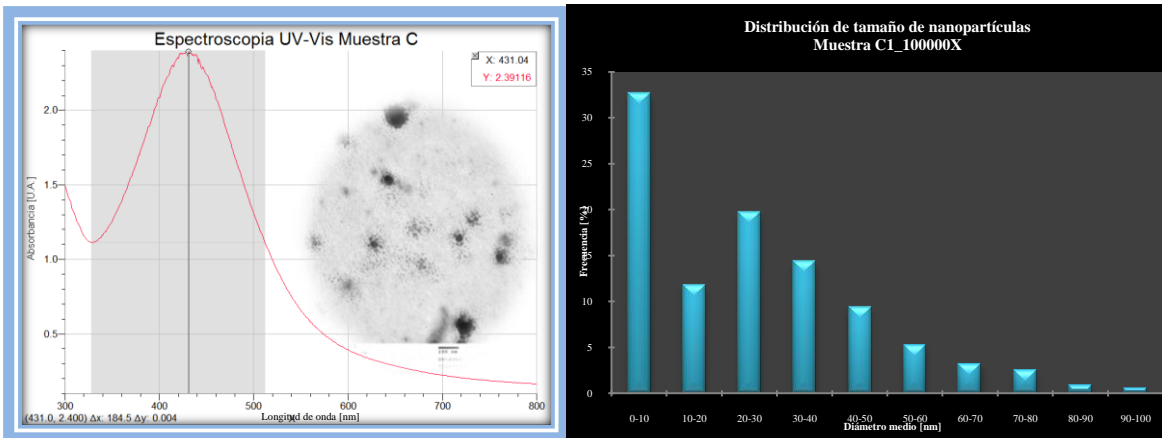 Espectroscopia UV-Vis Muestra C
X: 431.04
Y: 2.39116
Absorbancia [U.A.]
2.0
1.5
1.0
0.5
300
400
500
600
700
800
Longitud de onda [nm]
(431.0, 2.400) Δx: 184.5 Δy: 0.004
Distribución de tamaño de nanopartículas
Muestra C1_100000X
Frecuencia [%]
35
30
25
20
15
10
5
0
0-10
10-20
20-30
30-40
40-50
50-60
60-70
70-80
80-90
90-100
Diámetro medio [nm]